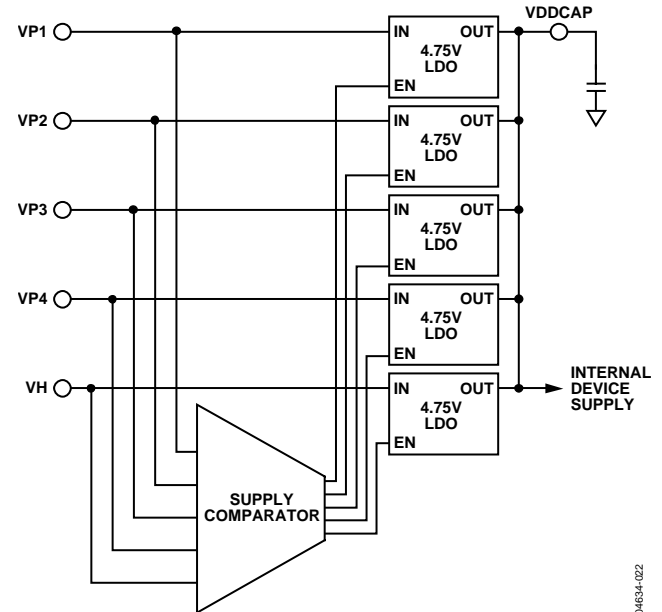 VDDCAP
VP1
IN
OUT
4.75V
LDO
EN
VP2
IN
OUT
4.75V
LDO
EN
VP3
IN
OUT
4.75V
LDO
EN
VP4
IN
OUT
4.75V
LDO
EN
VH
IN
OUT
4.75V
LDO
EN
INTERNAL
DEVICE
SUPPLY
SUPPLY
COMPARATOR
04634-022